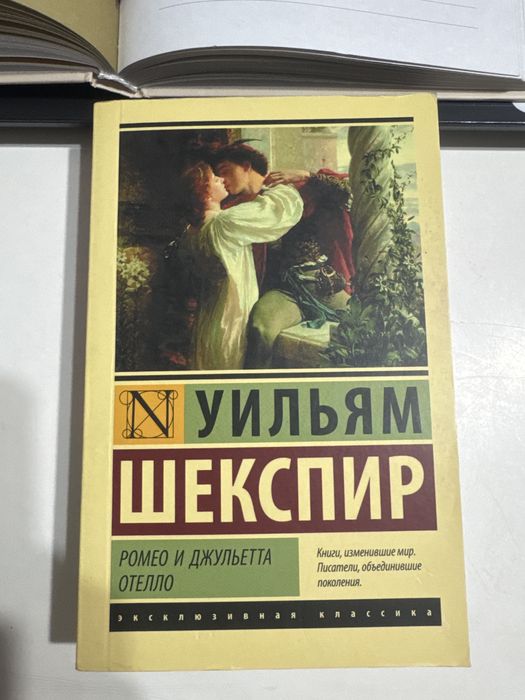 N УИЛЬЯМ
ШЕКСПИР
РОМЕО И ДЖУЛЬЕТТА
ОТЕЛЛО
Книги, изменившие мир.
Писатели, объединившие
поколения.
эксклюзивная классика